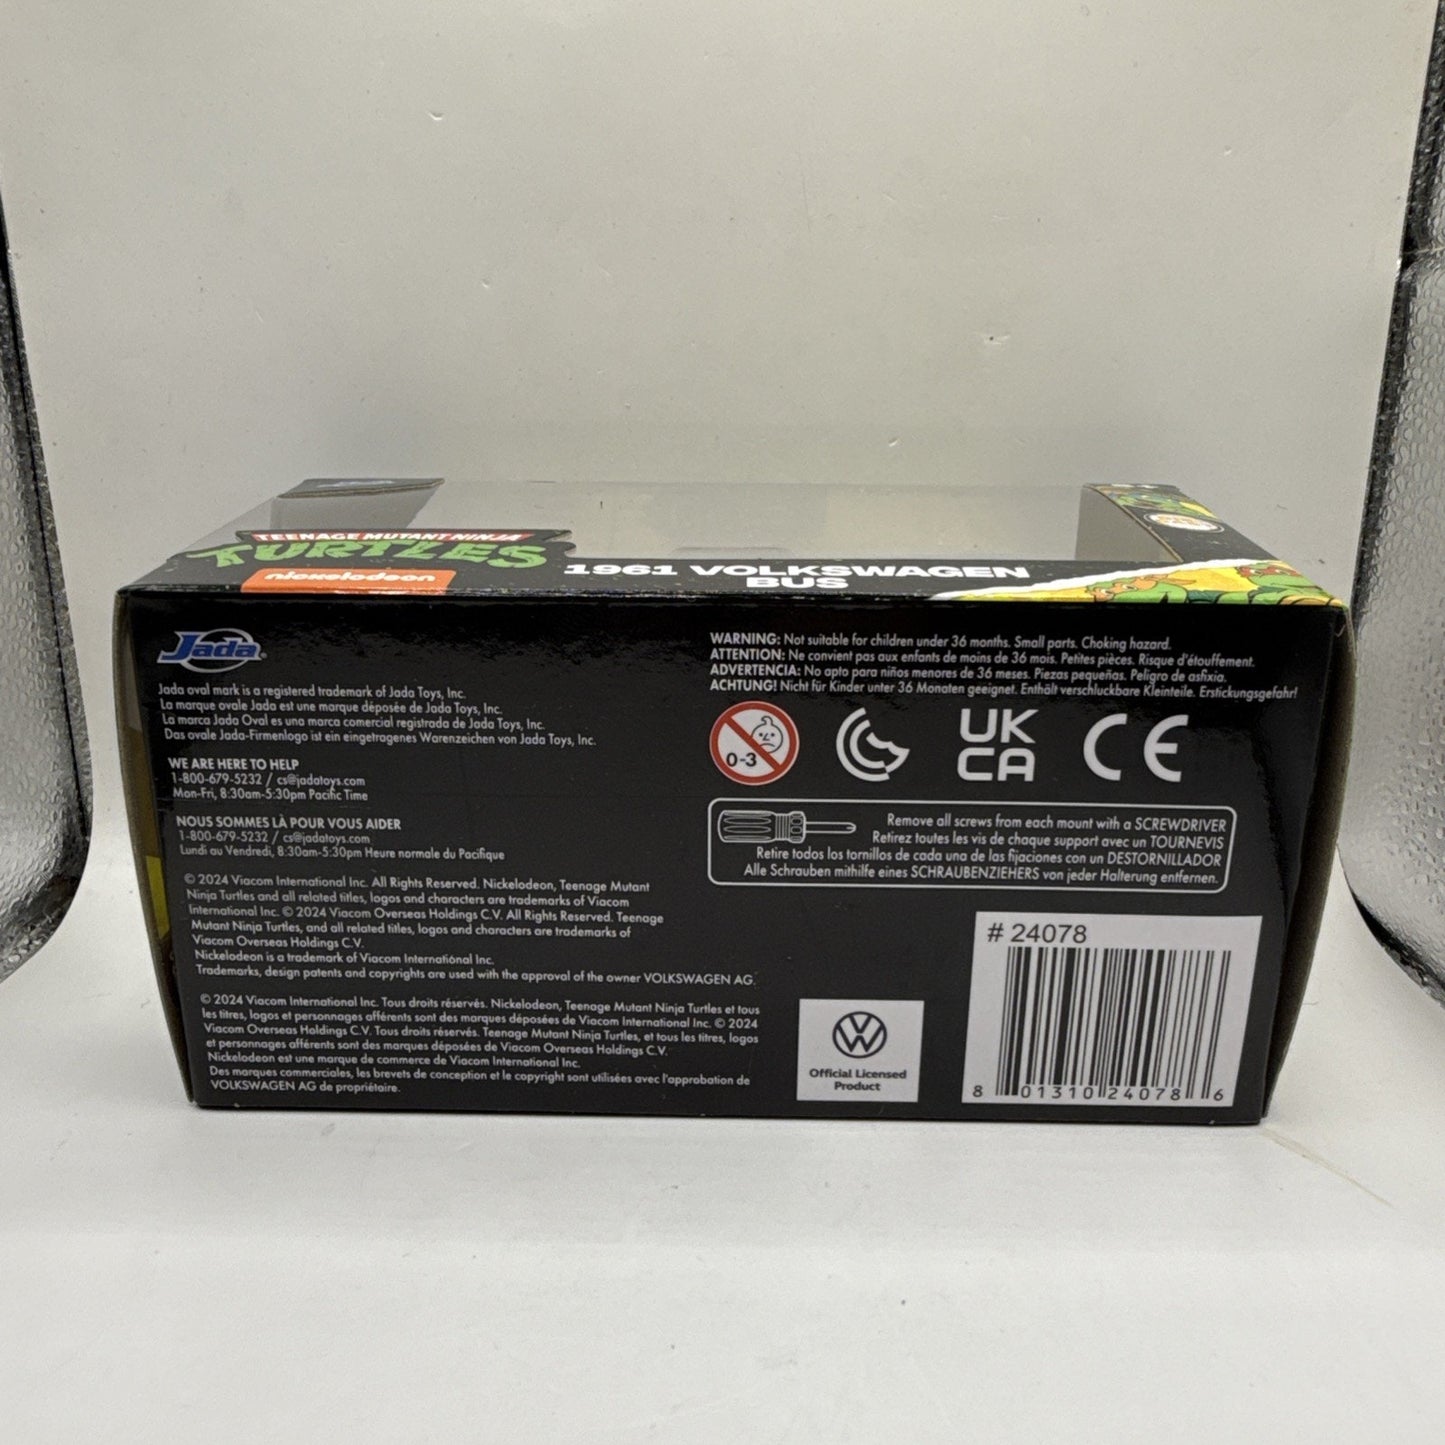 TEENAGE MUTANT NINJA
TURTLES
nickelodeon
1961 VOLKSWAGEN
BUS
Jada®
Jada oval mark is a registered trademark of Jada Toys, Inc.
La marque ovale Jada est une marque déposée de Jada Toys, Inc.
La marca Jada Oval es una marca comercial registrada de Jada Toys, Inc.
Das ovale Jada-Firmenlogo ist ein eingetragenes Warenzeichen von Jada Toys, Inc.
WE ARE HERE TO HELP
1-800-679-5232 / cs@jadatoys.com
Mon-Fri, 8:30am-5:30pm Pacific Time
NOUS SOMMES LÀ POUR VOUS AIDER
1-800-679-5232 / cs@jadatoys.com
Lundi au Vendredi, 8:30am-5:30pm Heure normale du Pacifique
© 2024 Viacom International Inc. All Rights Reserved. Nickelodeon, Teenage Mutant
Ninja Turtles and all related titles, logos and characters are trademarks of Viacom
International Inc. © 2024 Viacom Overseas Holdings C.V. All Rights Reserved. Teenage
Mutant Ninja Turtles, and all related titles, logos and characters are trademarks of
Viacom Overseas Holdings C.V.
Nickelodeon is a trademark of Viacom International Inc.
Trademarks, design patents and copyrights are used with the approval of the owner VOLKSWAGEN AG.
© 2024 Viacom International Inc. Tous droits réservés. Nickelodeon, Teenage Mutant Ninja Turtles et tous
les titres, logos et personnages afférents sont des marques déposées de Viacom International Inc. © 2024
Viacom Overseas Holdings C.V. Tous droits réservés. Teenage Mutant Ninja Turtles, et tous les titres, logos
et personnages afférents sont des marques déposées de Viacom Overseas Holdings C.V.
Nickelodeon est une marque de commerce de Viacom International Inc.
Des marques commerciales, les brevets de conception et le copyright sont utilisées avec l'approbation de
VOLKSWAGEN AG de propriétaire.
WARNING: Not suitable for children under 36 months. Small parts. Choking hazard.
ATTENTION: Ne convient pas aux enfants de moins de 36 mois. Petites pièces. Risque d'étouffement.
ADVERTENCIA: No apto para niños menores de 36 meses. Piezas pequeñas. Peligro de asfixia.
ACHTUNG! Nicht für Kinder unter 36 Monaten geeignet. Enthält verschluckbare Kleinteile. Erstickungsgefahr!
0-3
UK
CA
CE
Remove all screws from each mount with a SCREWDRIVER
Retirez toutes les vis de chaque support avec un TOURNEVIS
Retire todos los tornillos de cada una de las fijaciones con un DESTORNILLADOR
Alle Schrauben mithilfe eines SCHRAUBENZIEHERS von jeder Halterung entfernen.
Official Licensed
Product
# 24078
8 01310 24078 6